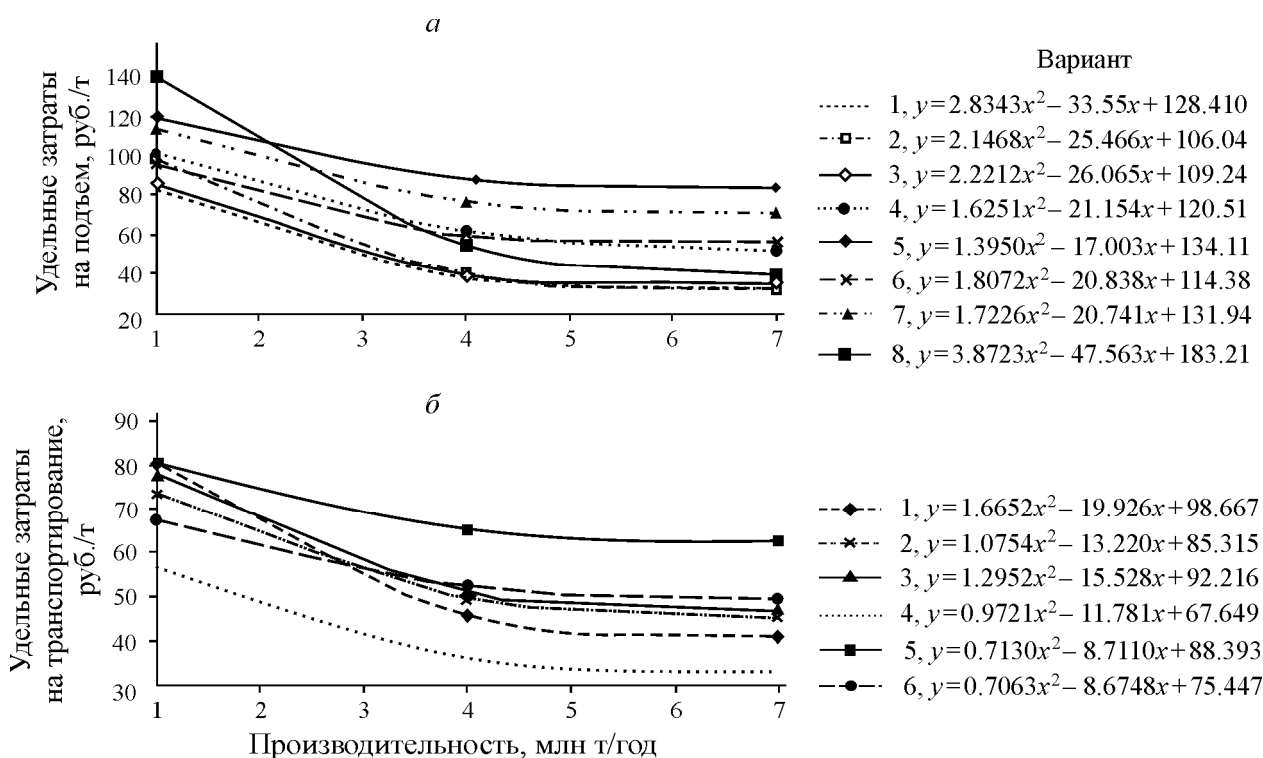 а
Удельные затраты
на подъем, руб./т
140
120
100
80
60
40
20
1 2 3 4 5 6 7
Вариант
1, y=2.8343x²– 33.55x+128.410
2, y=2.1468x²– 25.466x+106.04
3, y=2.2212x²– 26.065x+109.24
4, y=1.6251x²– 21.154x+120.51
5, y=1.3950x²– 17.003x+134.11
6, y=1.8072x²– 20.838x+114.38
7, y=1.7226x²– 20.741x+131.94
8, y=3.8723x²– 47.563x+183.21
б
Удельные затраты
на транспортирование,
руб./т
90
80
70
60
50
40
30
1 2 3 4 5 6 7
Производительность, млн т/год
1, y=1.6652x²– 19.926x+98.667
2, y=1.0754x²– 13.220x+85.315
3, y=1.2952x²– 15.528x+92.216
4, y=0.9721x²– 11.781x+67.649
5, y=0.7130x²– 8.7110x+88.393
6, y=0.7063x²– 8.6748x+75.447